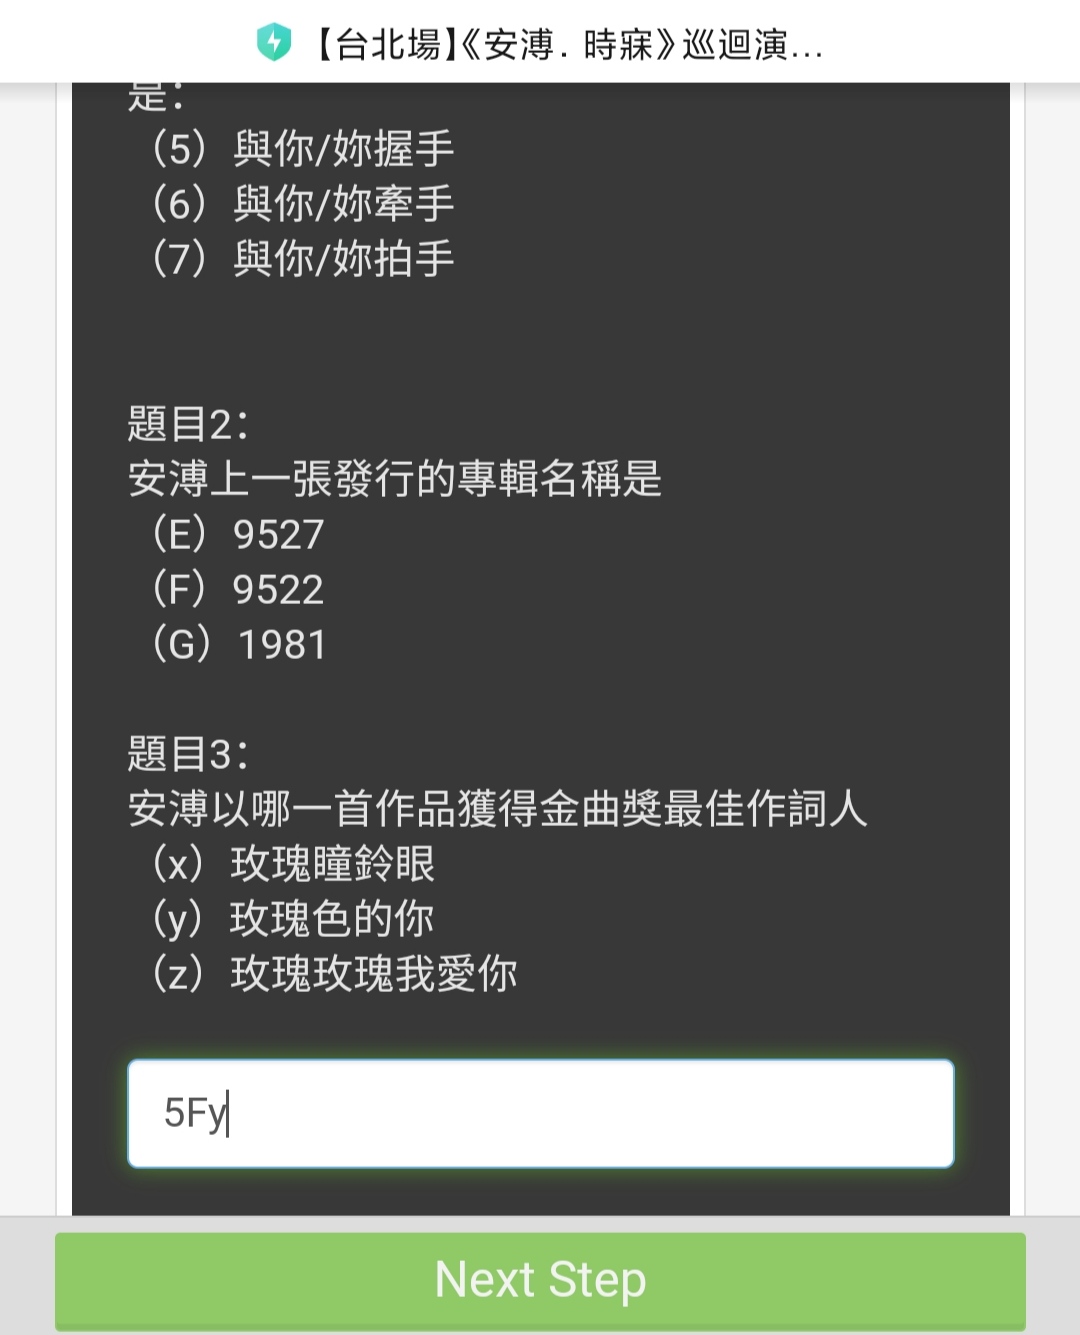 【台北場】《安溥．時寐》巡迴演...
是：
（5）與你/妳握手
（6）與你/妳牽手
（7）與你/妳拍手
題目2：
安溥上一張發行的專輯名稱是
（E）9527
（F）9522
（G）1981
題目3：
安溥以哪一首作品獲得金曲獎最佳作詞人
（x）玫瑰瞳鈴眼
（y）玫瑰色的你
（z）玫瑰玫瑰我愛你
5Fy
Next Step